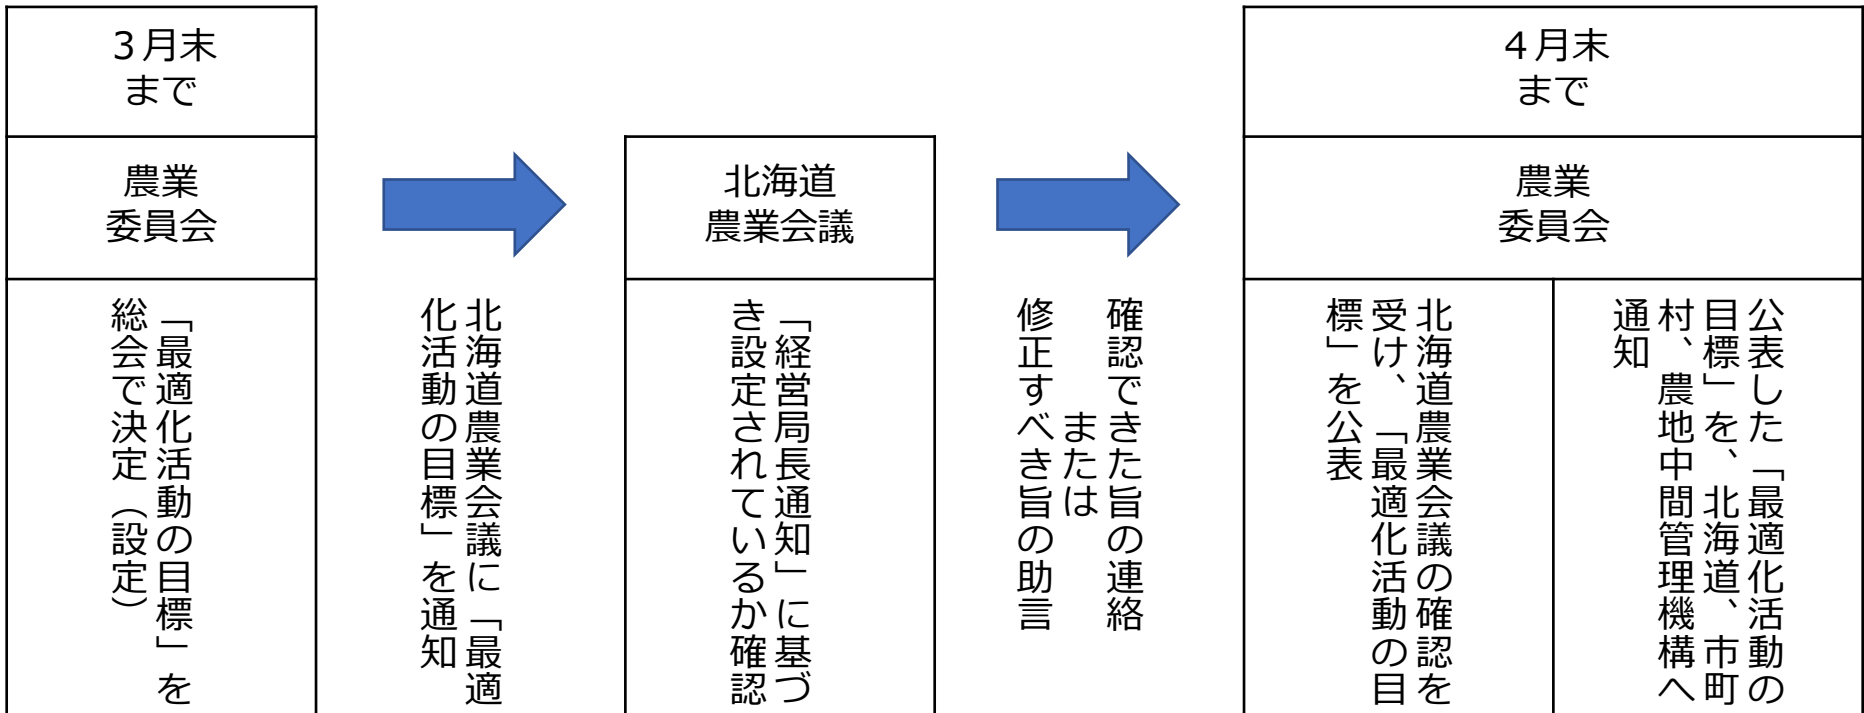 ３月末
まで
農業
委員会
「最適化活動の目標」を
総会で決定（設定）
北海道農業会議に「最適
化活動の目標」を通知
北海道
農業会議
「経営局長通知」に基づ
き設定されているか確認
確認できた旨の連絡
または
修正すべき旨の助言
４月末
まで
農業
委員会
北海道農業会議の確認を
受け、「最適化活動の目
標」を公表
公表した「最適化活動の
目標」を、北海道、市町
村、農地中間管理機構へ
通知